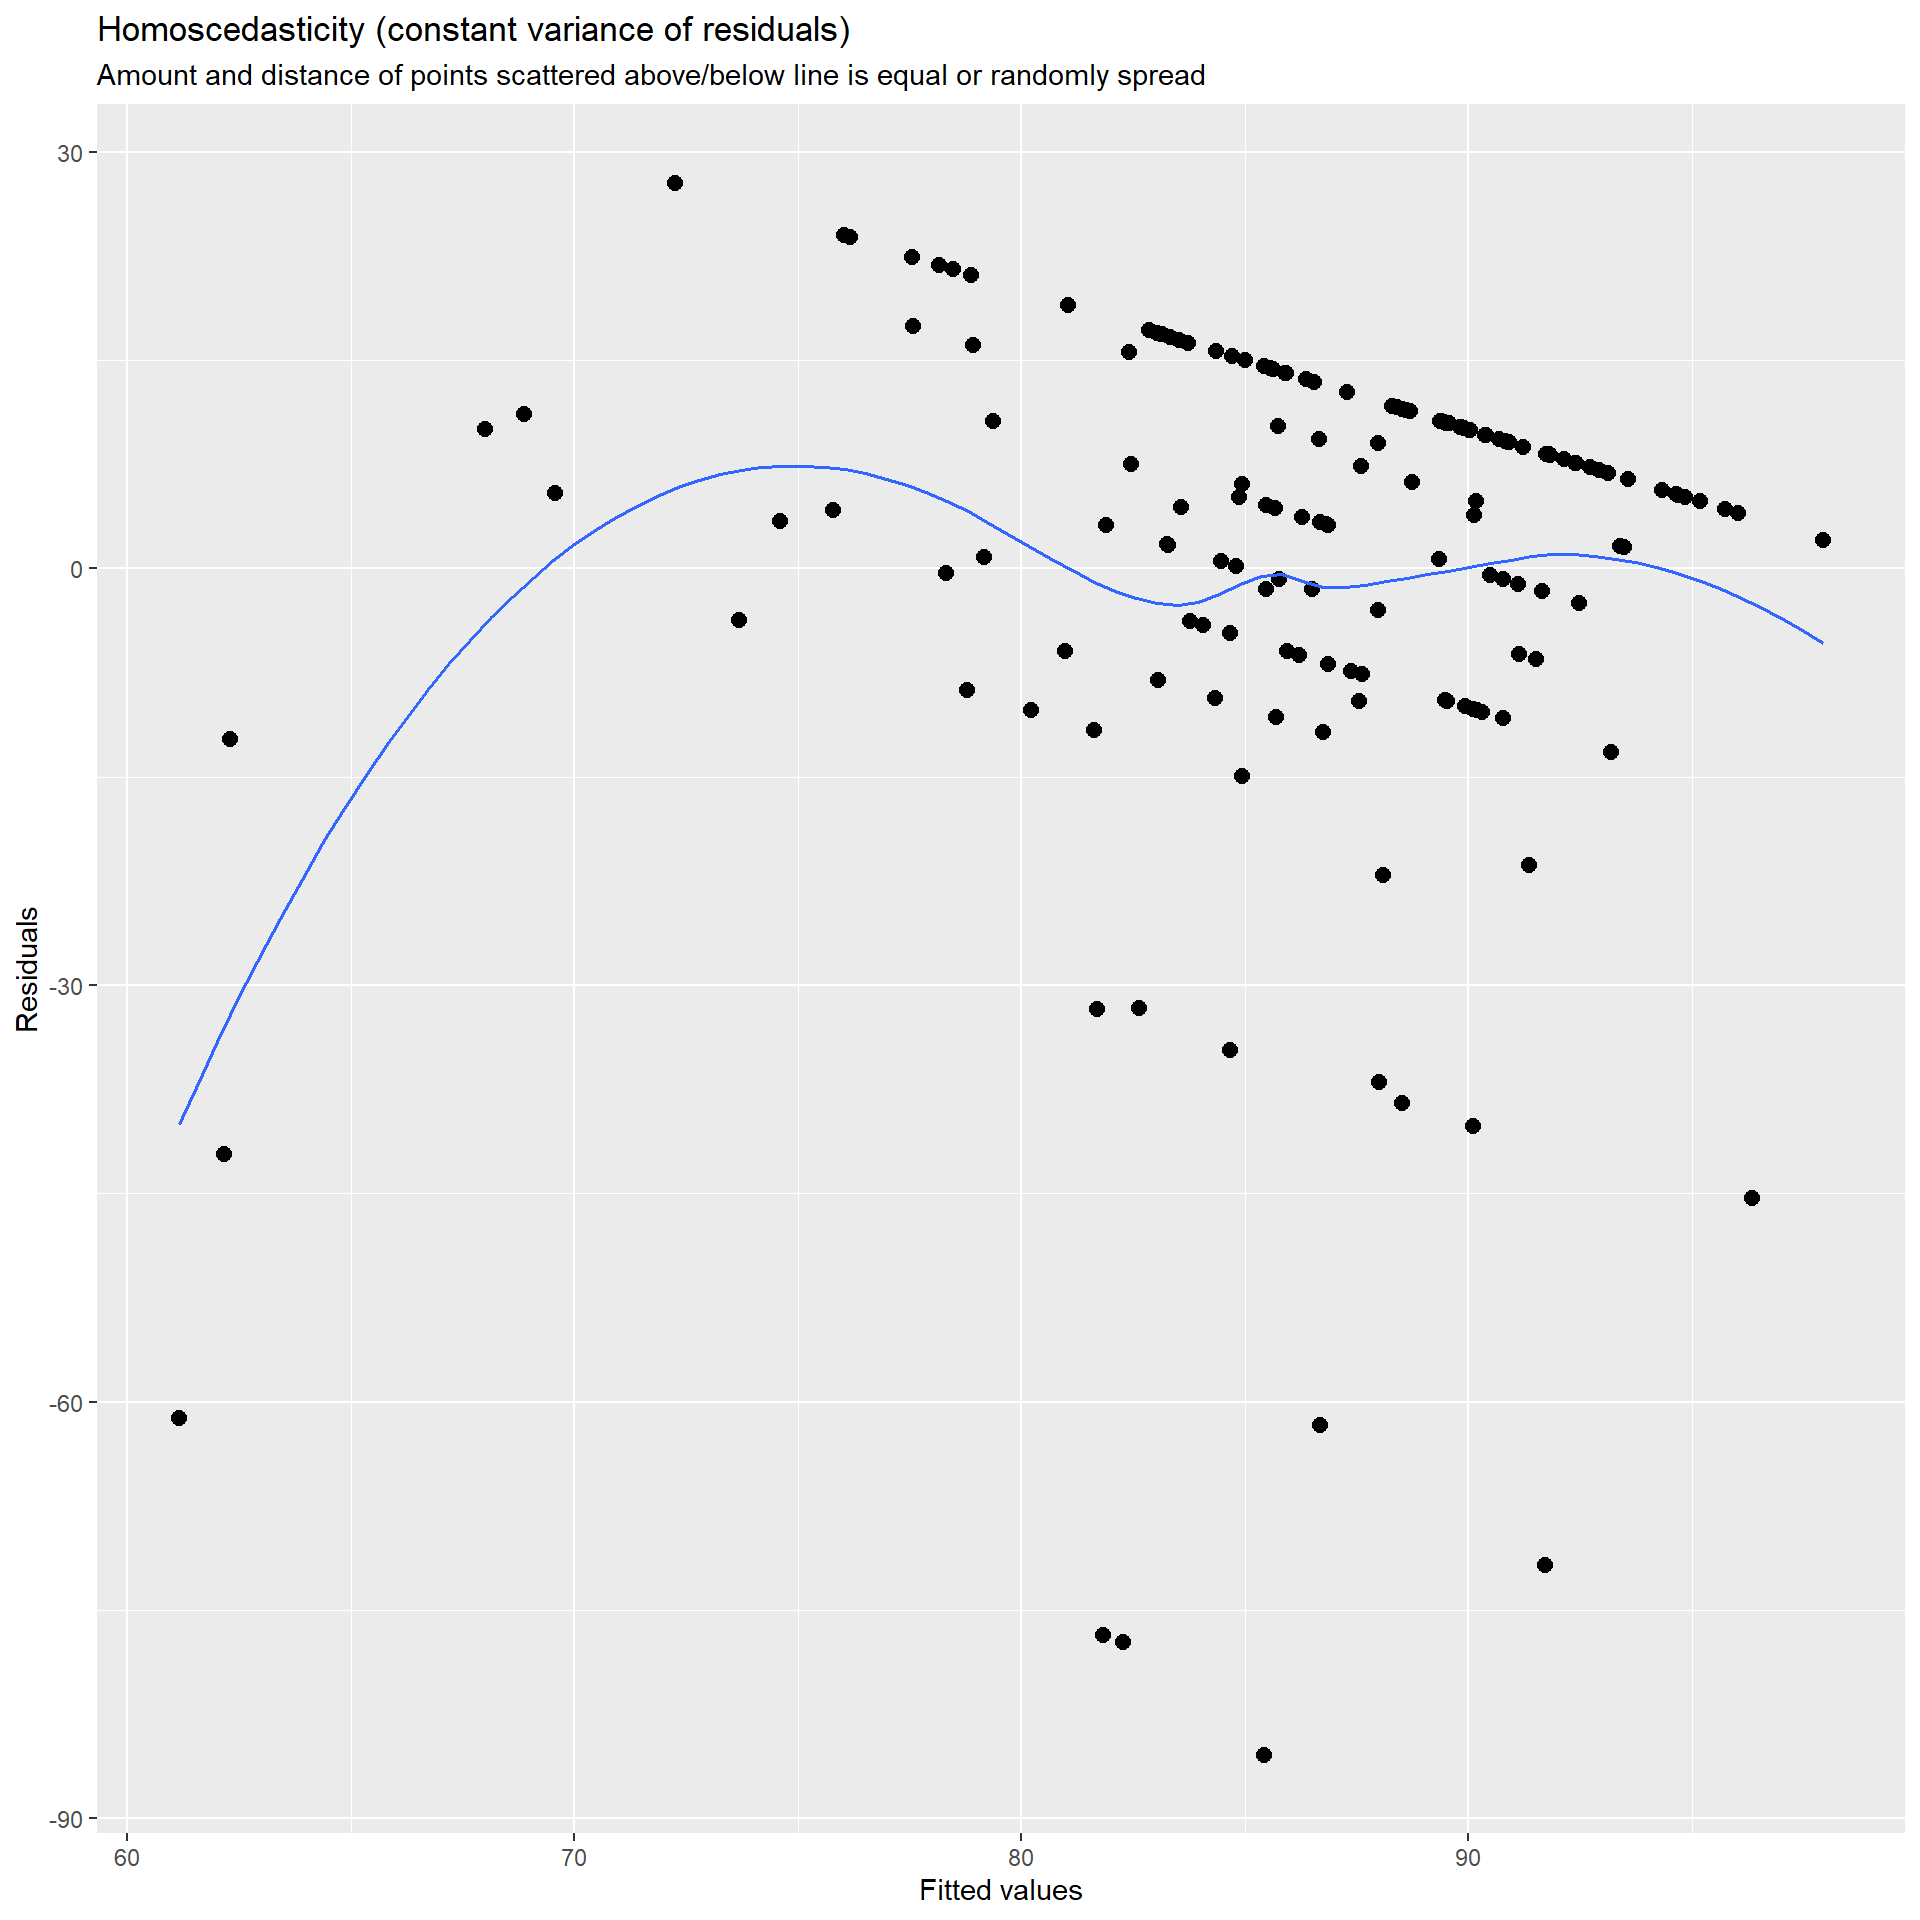 Homoscedasticity (constant variance of residuals)
Amount and distance of points scattered above/below line is equal or randomly spread
30
0
-30
-60
-90
Residuals
60 70 80 90
Fitted values